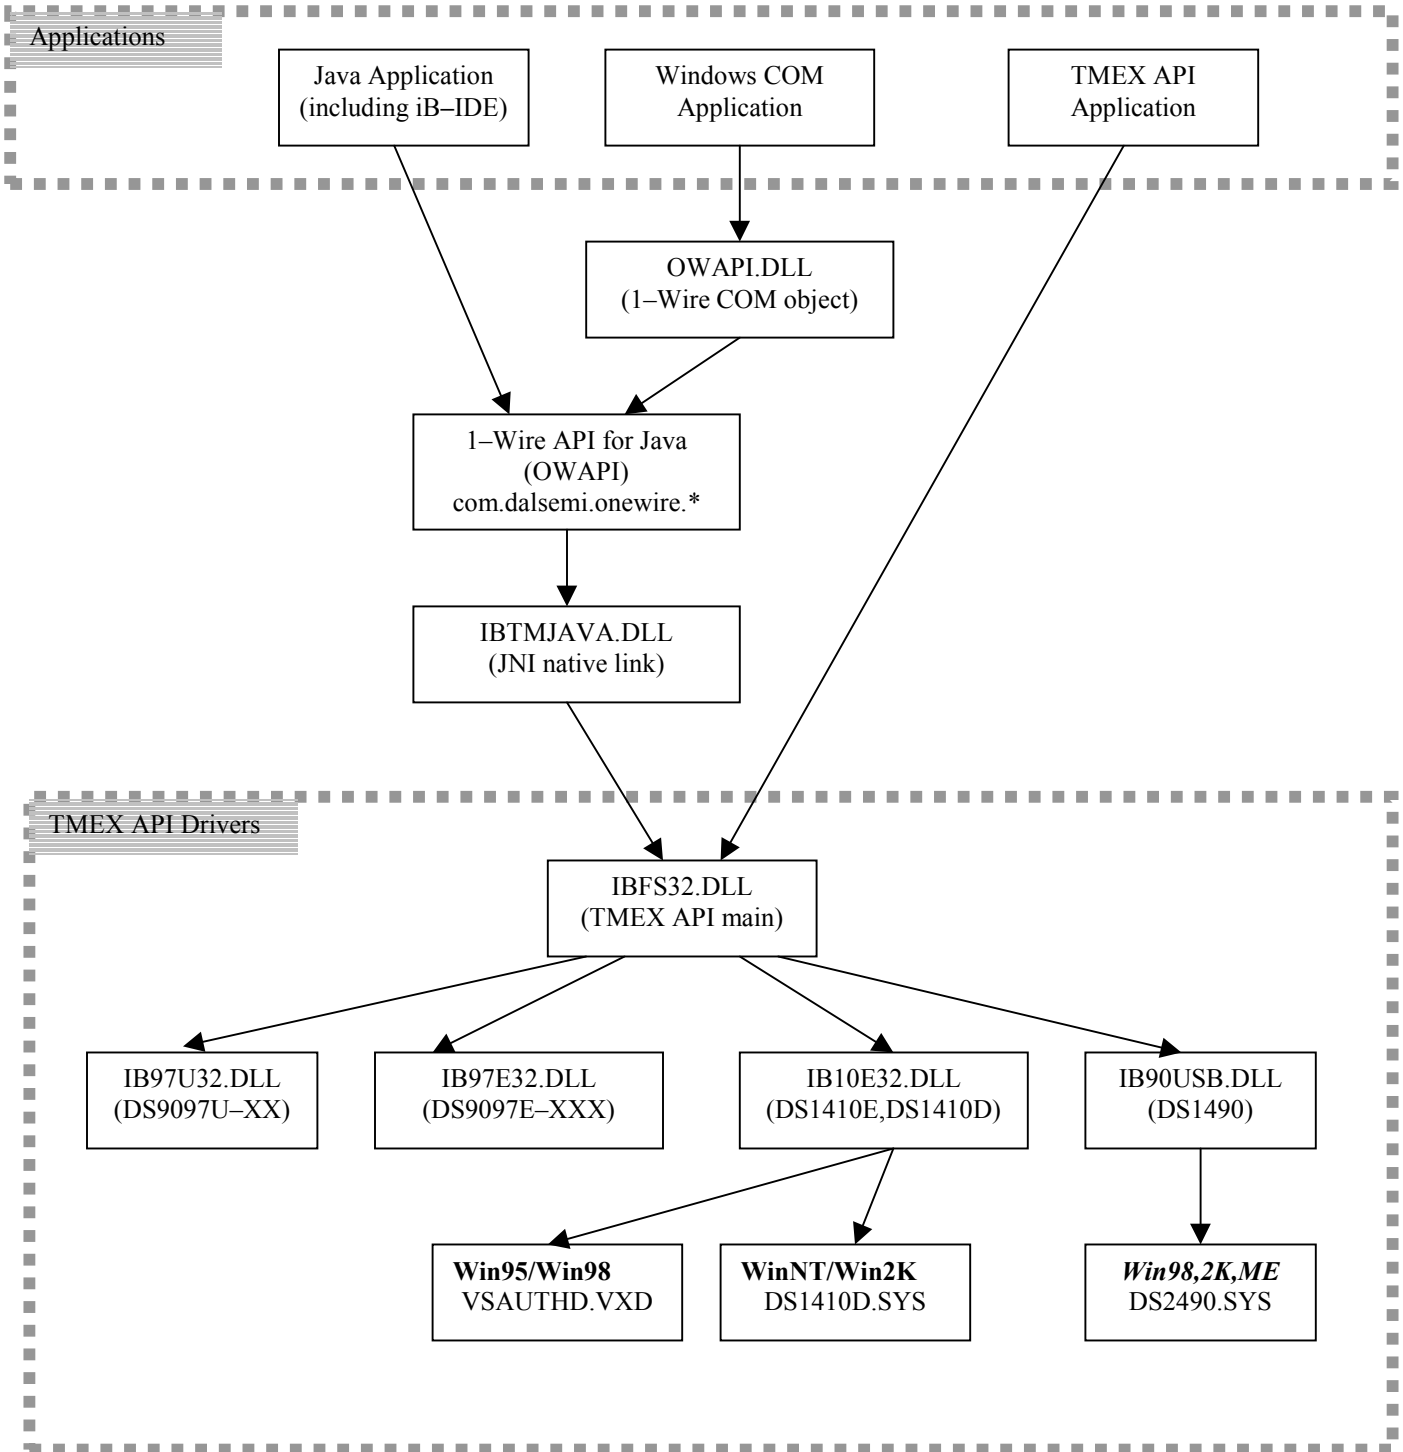 Applications
Java Application
(including iB–IDE)
Windows COM
Application
TMEX API
Application
OWAPI.DLL
(1–Wire COM object)
1–Wire API for Java
(OWAPI)
com.dalsemi.onewire.*
IBTMJAVA.DLL
(JNI native link)
TMEX API Drivers
IBFS32.DLL
(TMEX API main)
IB97U32.DLL
(DS9097U–XX)
IB97E32.DLL
(DS9097E–XXX)
IB10E32.DLL
(DS1410E,DS1410D)
IB90USB.DLL
(DS1490)
Win95/Win98
VSAUTHD.VXD
WinNT/Win2K
DS1410D.SYS
Win98,2K,ME
DS2490.SYS